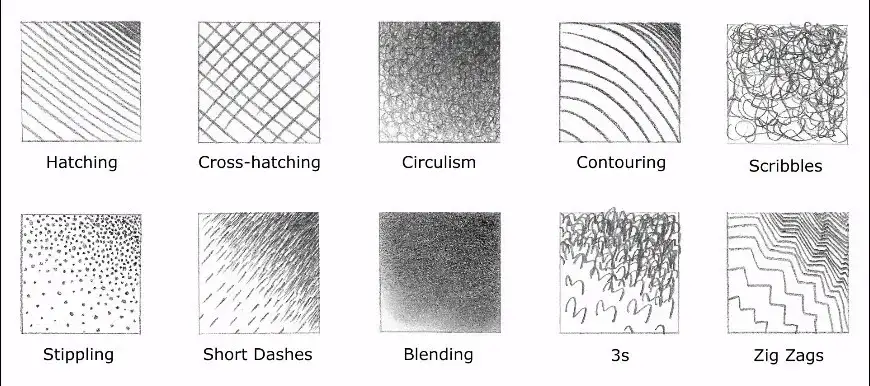 Hatching
Cross-hatching
Circulism
Contouring
Scribbles
Stippling
Short Dashes
Blending
3s
Zig Zags